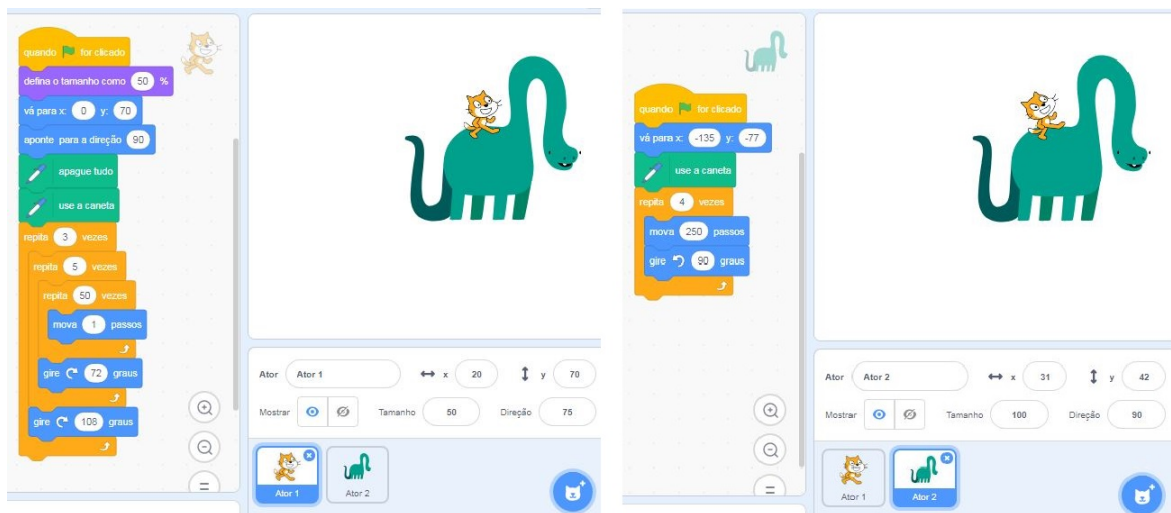 quando for clicado
defina o tamanho como 50 %
vá para x: 0 y: 70
aponte para a direção 90
apague tudo
use a caneta
repita 3 vezes
repita 5 vezes
repita 50 vezes
mova 1 passos
gire 72 graus
gire 108 graus
Ator Ator 1 x 20 y 70
Mostrar Tamanho 50 Direção 75
Ator 1 Ator 2
quando for clicado
vá para x: -135 y: -77
use a caneta
repita 4 vezes
mova 250 passos
gire 90 graus
Ator Ator 2 x 31 y 42
Mostrar Tamanho 100 Direção 90
Ator 1 Ator 2